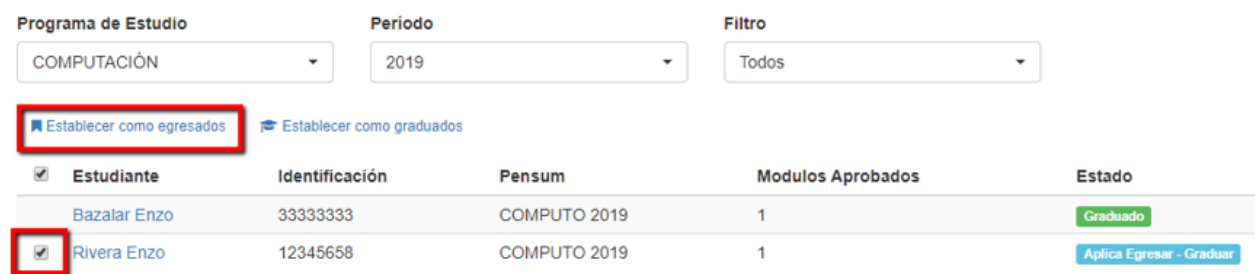 Programa de Estudio Período Filtro
COMPUTACIÓN 2019 Todos
Establecer como egresados Establecer como graduados
Estudiante Identificación Pensum Modulos Aprobados Estado
Bazalar Enzo 33333333 COMPUTO 2019 1 Graduado
Rivera Enzo 12345658 COMPUTO 2019 1 Aplica Egresar - Graduar